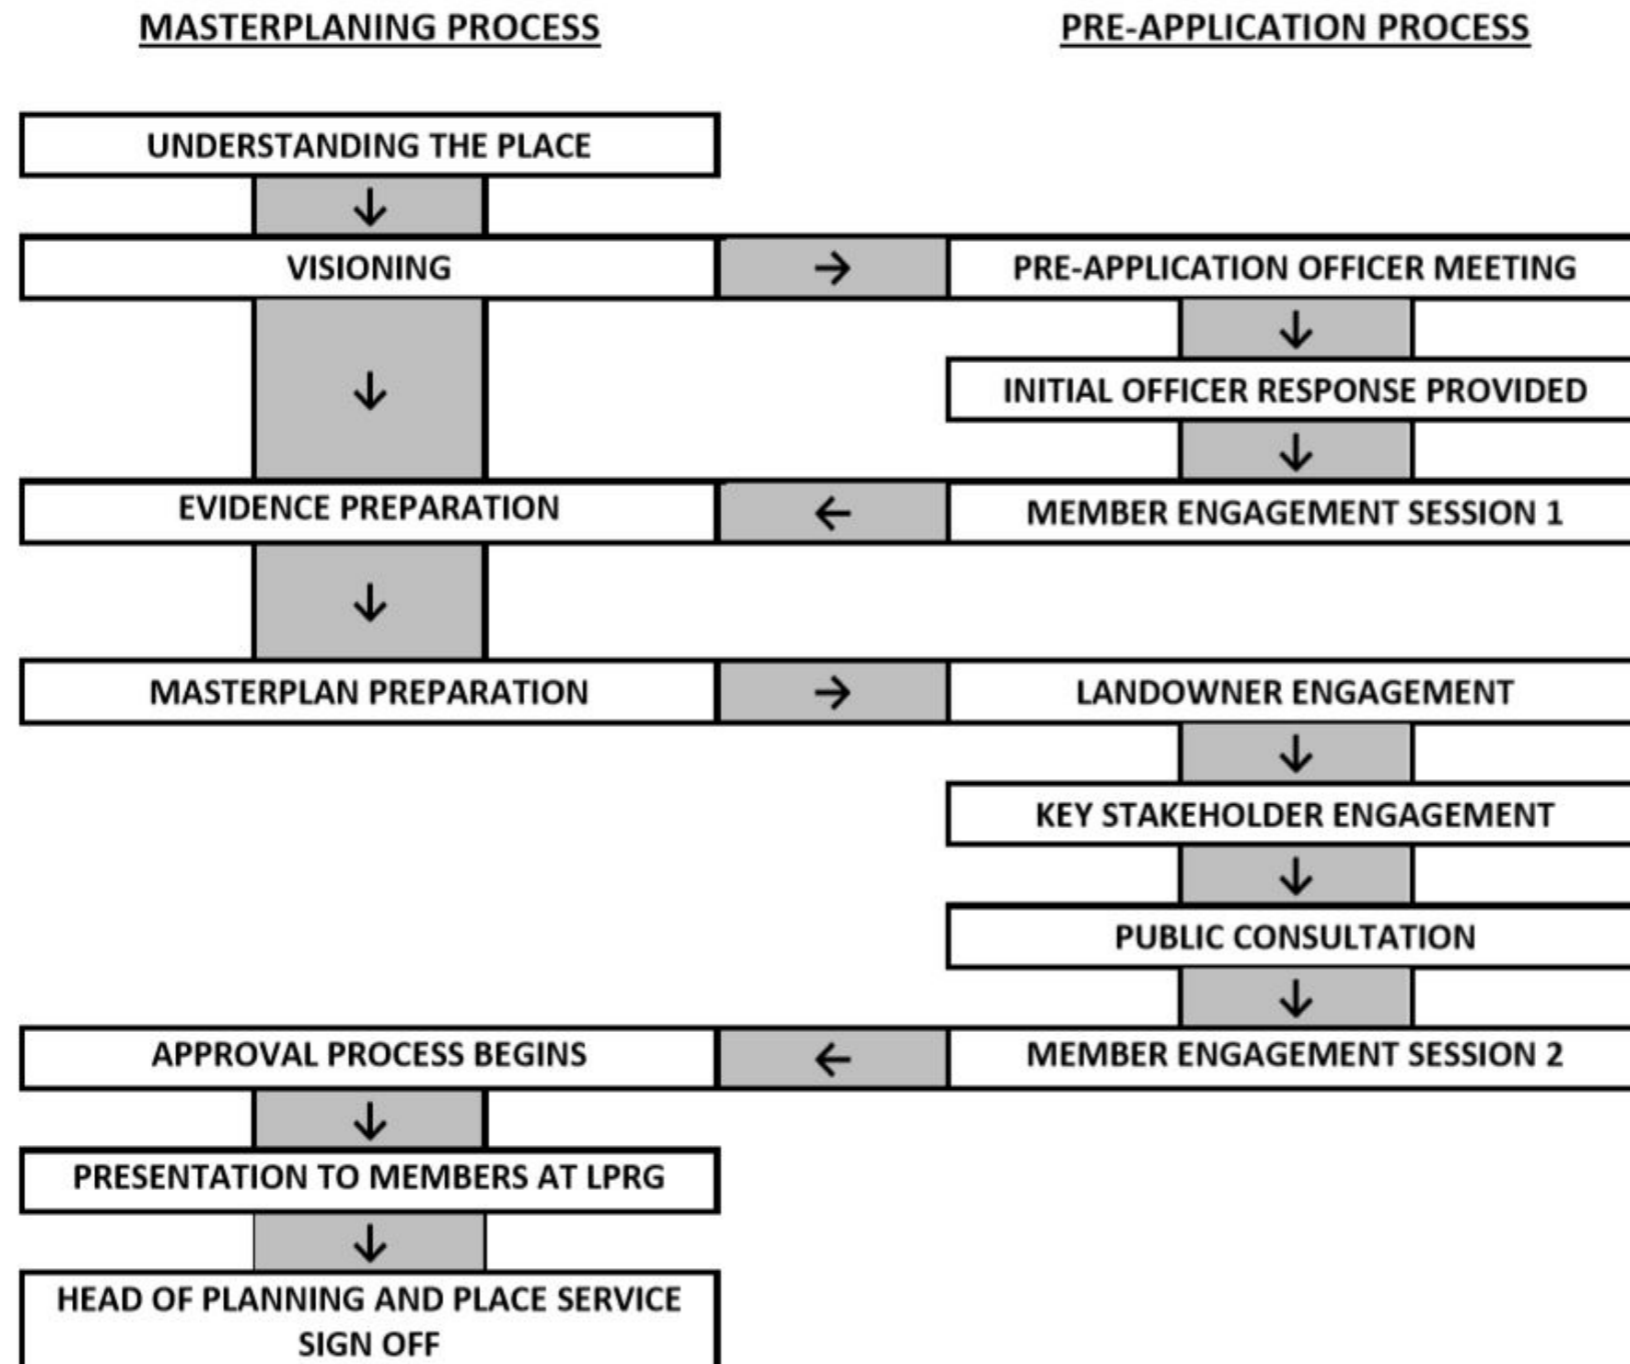 MASTERPLANING PROCESS
PRE-APPLICATION PROCESS
UNDERSTANDING THE PLACE
↓
VISIONING
→
PRE-APPLICATION OFFICER MEETING
↓
↓
INITIAL OFFICER RESPONSE PROVIDED
↓
EVIDENCE PREPARATION
←
MEMBER ENGAGEMENT SESSION 1
↓
MASTERPLAN PREPARATION
→
LANDOWNER ENGAGEMENT
↓
KEY STAKEHOLDER ENGAGEMENT
↓
PUBLIC CONSULTATION
↓
APPROVAL PROCESS BEGINS
←
MEMBER ENGAGEMENT SESSION 2
↓
PRESENTATION TO MEMBERS AT LPRG
↓
HEAD OF PLANNING AND PLACE SERVICE
SIGN OFF